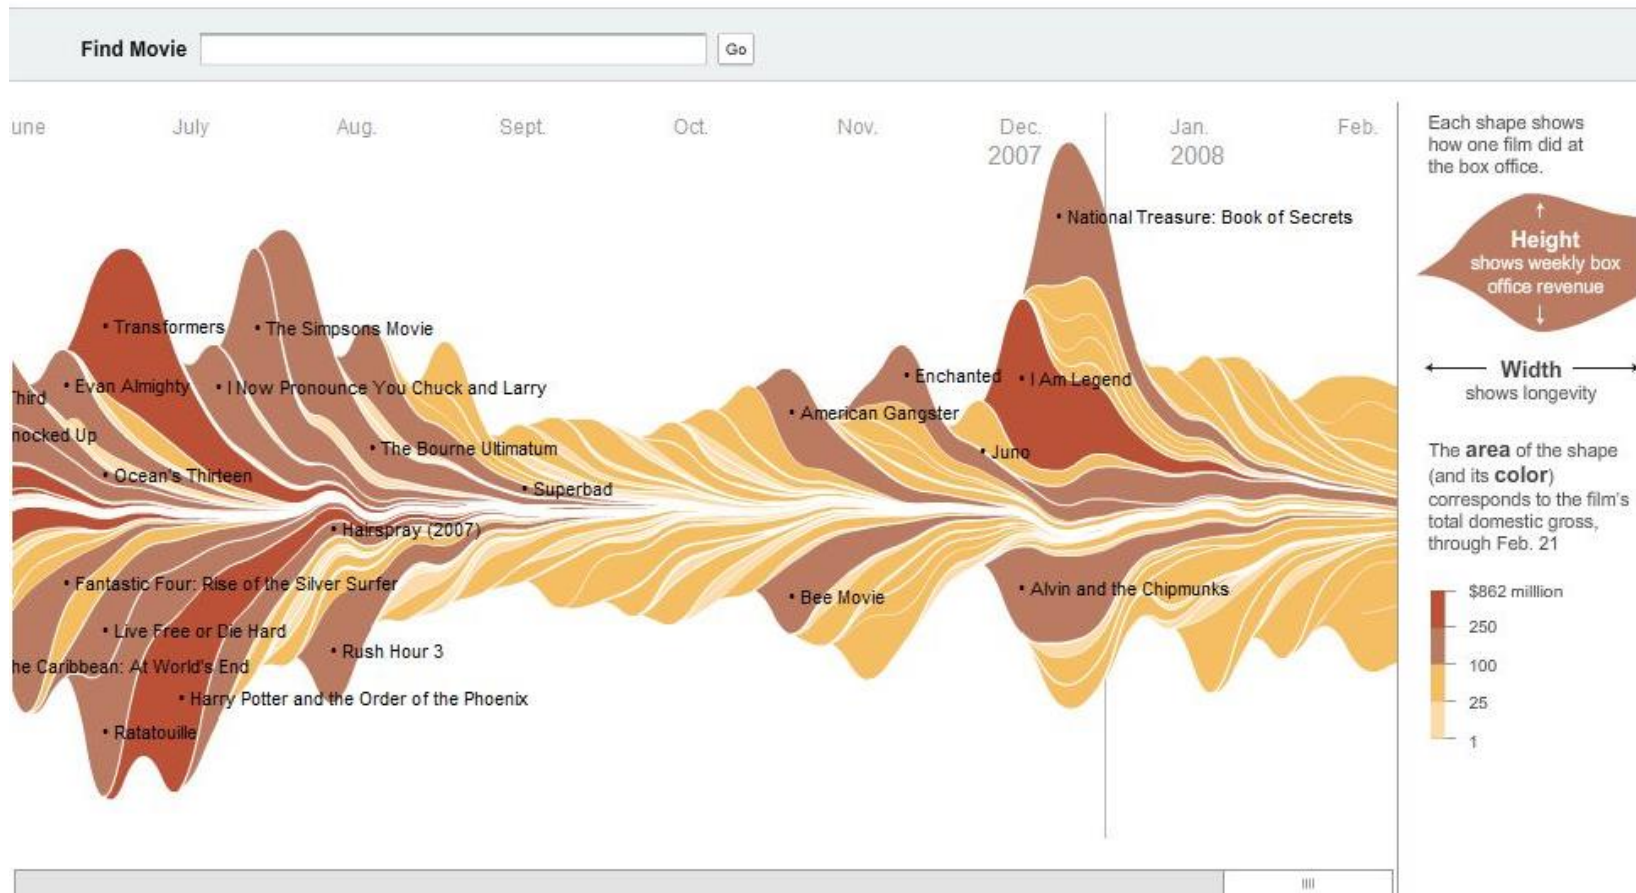 Find Movie
Go
une
July
Aug.
Sept.
Oct.
Nov.
Dec.
2007
Jan.
2008
Feb.
• National Treasure: Book of Secrets
• Transformers
• The Simpsons Movie
• Evan Almighty
• I Now Pronounce You Chuck and Larry
• Enchanted
• I Am Legend
Third
• American Gangster
nocked Up
• The Bourne Ultimatum
• Juno
• Ocean's Thirteen
• Superbad
• Hairspray (2007)
• Fantastic Four: Rise of the Silver Surfer
• Alvin and the Chipmunks
• Bee Movie
• Live Free or Die Hard
• Rush Hour 3
he Caribbean: At World's End
• Harry Potter and the Order of the Phoenix
• Ratatouille
Each shape shows
how one film did at
the box office.
Height
shows weekly box
office revenue
Width
shows longevity
The area of the shape
(and its color)
corresponds to the film's
total domestic gross,
through Feb. 21
$862 milllion
250
100
25
1